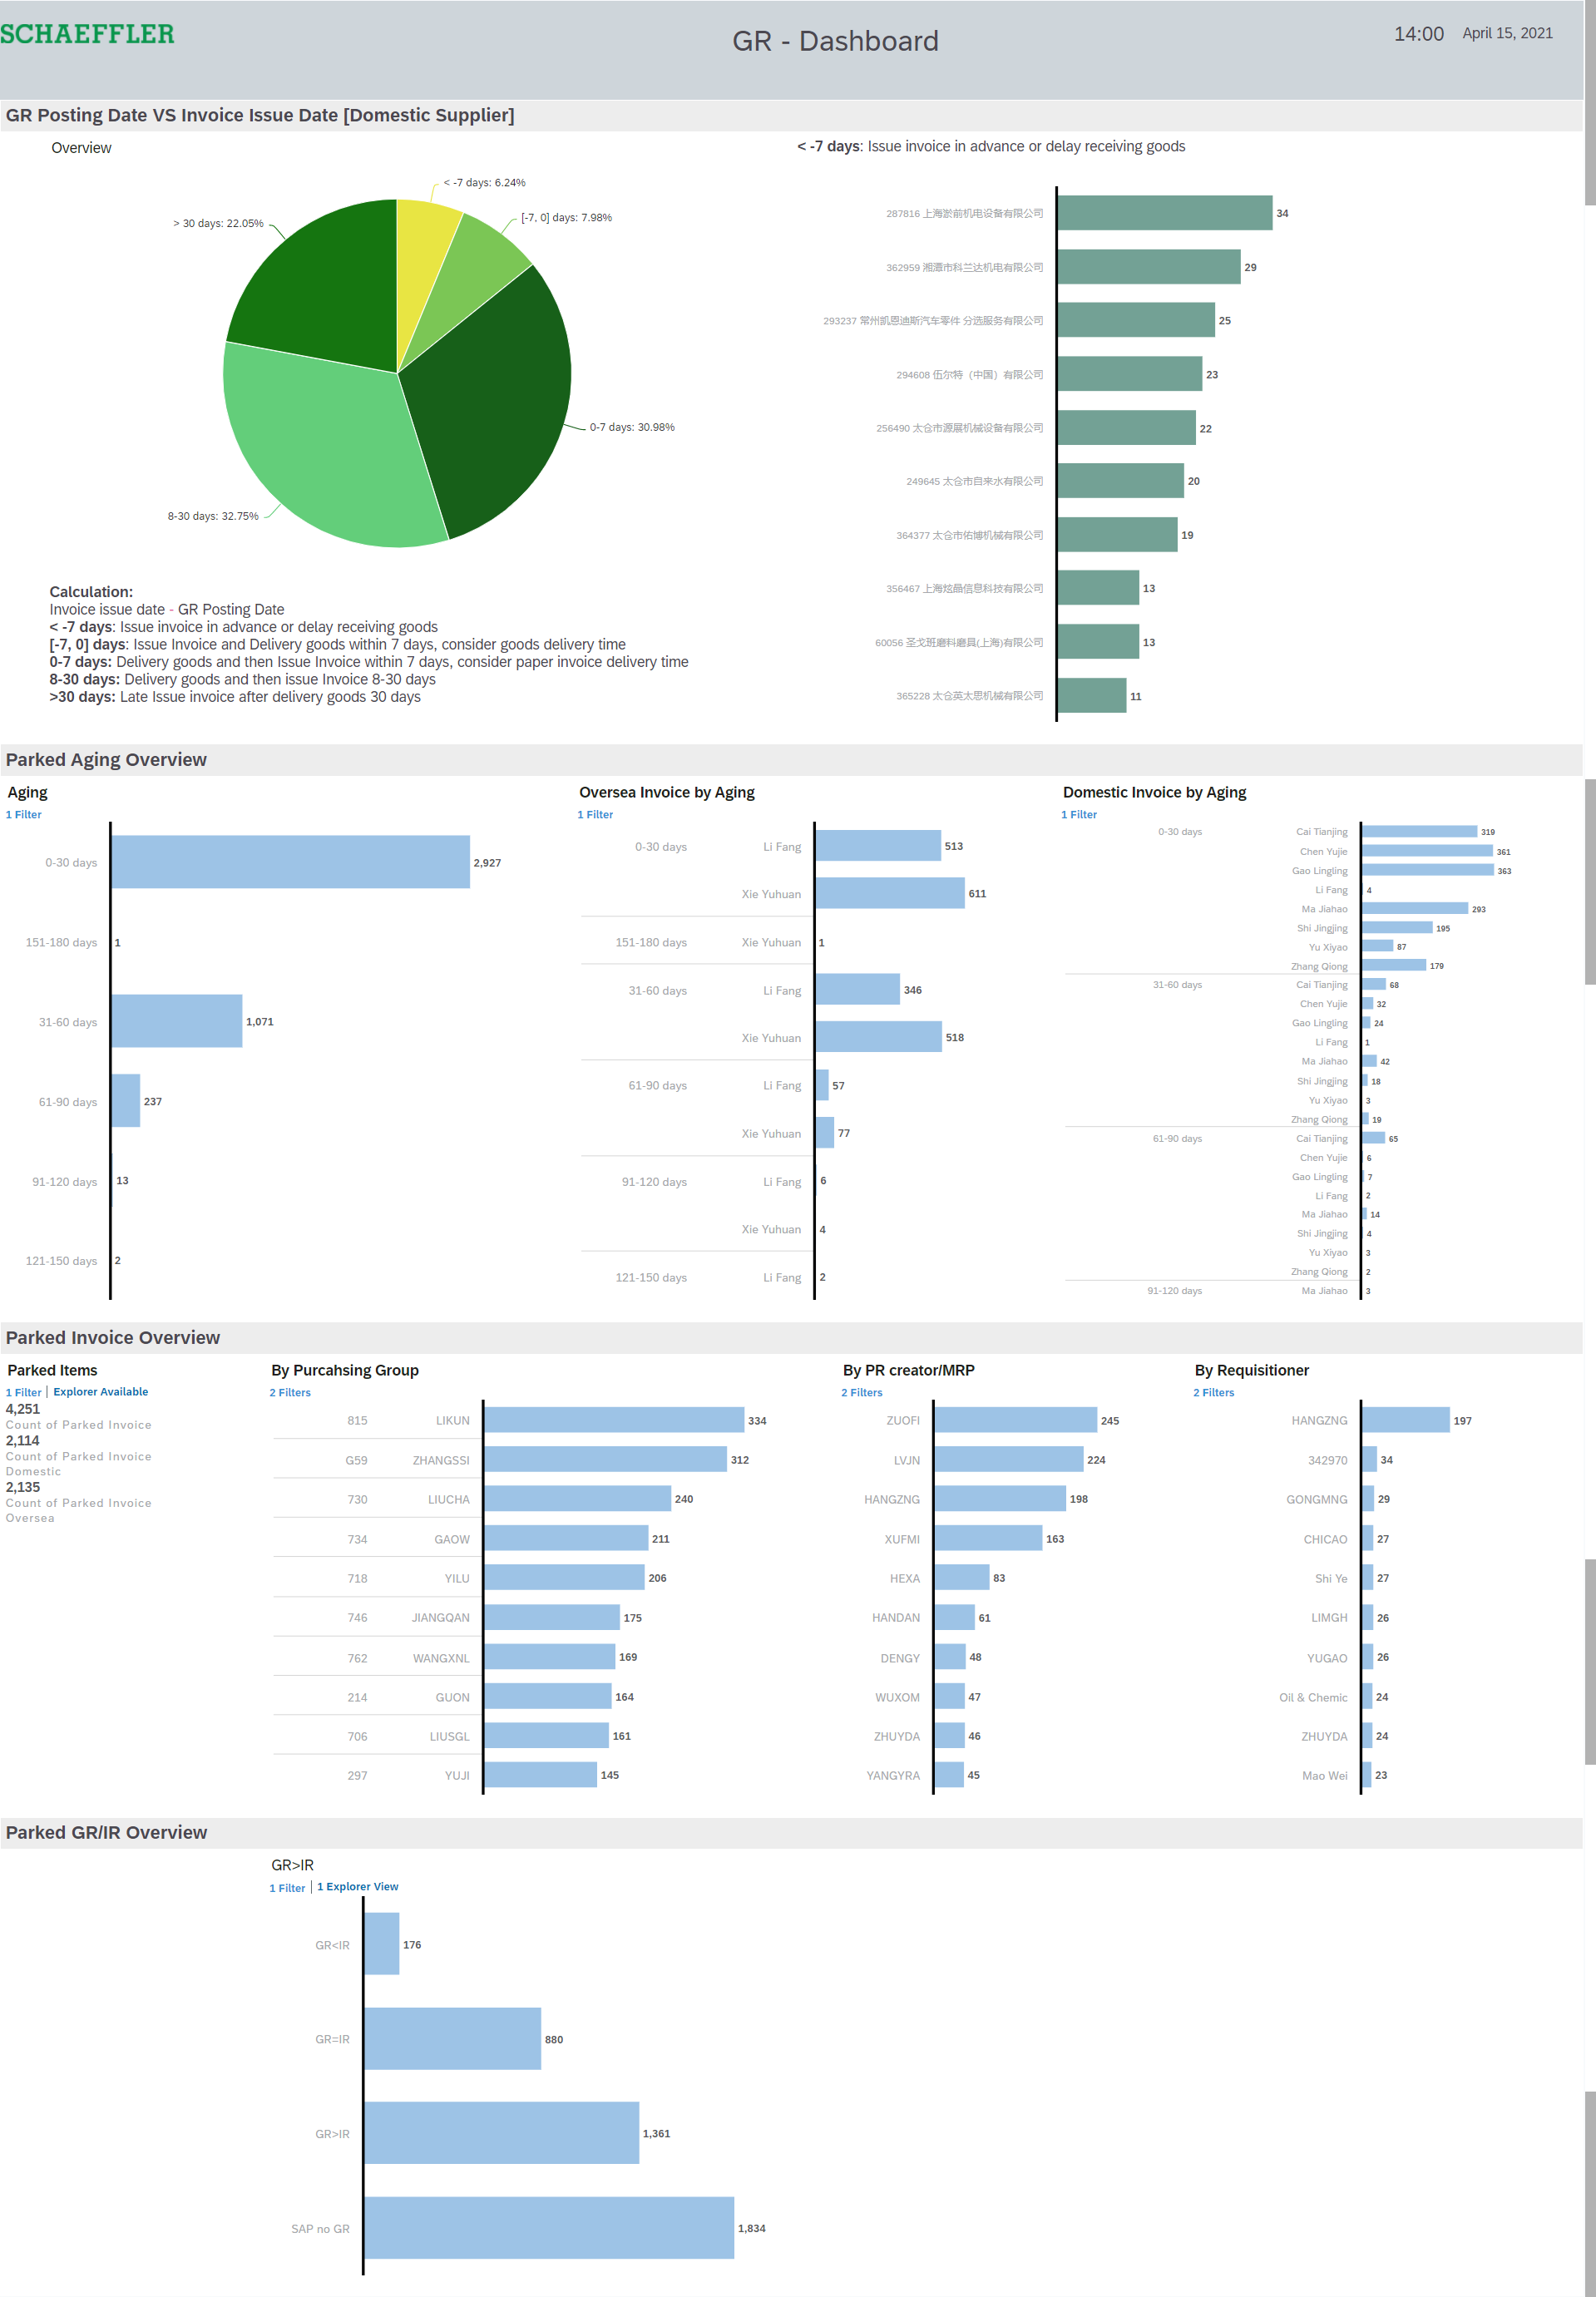 SCHAEFFLER
GR - Dashboard
14:00 April 15, 2021
GR Posting Date VS Invoice Issue Date [Domestic Supplier]
Overview
< -7 days: 6.24%
[-7, 0] days: 7.98%
> 30 days: 22.05%
0-7 days: 30.98%
8-30 days: 32.75%
Calculation:
Invoice issue date - GR Posting Date
< -7 days: Issue invoice in advance or delay receiving goods
[-7, 0] days: Issue Invoice and Delivery goods within 7 days, consider goods delivery time
0-7 days: Delivery goods and then Issue Invoice within 7 days, consider paper invoice delivery time
8-30 days: Delivery goods and then issue Invoice 8-30 days
>30 days: Late Issue invoice after delivery goods 30 days
< -7 days: Issue invoice in advance or delay receiving goods
287816 上海淤前机电设备有限公司 34
362959 湘潭市科兰达机电有限公司 29
293237 常州凯恩迪斯汽车零件 分选服务有限公司 25
294608 伍尔特（中国）有限公司 23
256490 太仓市源展机械设备有限公司 22
249645 太仓市自来水有限公司 20
364377 太仓市佑博机械有限公司 19
356467 上海炫晶信息科技有限公司 13
60056 圣戈班磨料磨具(上海)有限公司 13
365228 太仓英太思机械有限公司 11
Parked Aging Overview
Aging
1 Filter
0-30 days 2,927
151-180 days 1
31-60 days 1,071
61-90 days 237
91-120 days 13
121-150 days 2
Oversea Invoice by Aging
1 Filter
0-30 days Li Fang 513
Xie Yuhuan 611
151-180 days Xie Yuhuan 1
31-60 days Li Fang 346
Xie Yuhuan 518
61-90 days Li Fang 57
Xie Yuhuan 77
91-120 days Li Fang 6
Xie Yuhuan 4
121-150 days Li Fang 2
Domestic Invoice by Aging
1 Filter
0-30 days Cai Tianjing 319
Chen Yujie 361
Gao Lingling 363
Li Fang 4
Ma Jiahao 293
Shi Jingjing 195
Yu Xiyao 87
Zhang Qiong 179
31-60 days Cai Tianjing 68
Chen Yujie 32
Gao Lingling 24
Li Fang 1
Ma Jiahao 42
Shi Jingjing 18
Yu Xiyao 3
Zhang Qiong 19
61-90 days Cai Tianjing 65
Chen Yujie 6
Gao Lingling 7
Li Fang 2
Ma Jiahao 14
Shi Jingjing 4
Yu Xiyao 3
Zhang Qiong 2
91-120 days Ma Jiahao 3
Parked Invoice Overview
Parked Items
1 Filter | Explorer Available
4,251
Count of Parked Invoice
2,114
Count of Parked Invoice
Domestic
2,135
Count of Parked Invoice
Oversea
By Purcahsing Group
2 Filters
815 LIKUN 334
G59 ZHANGSSI 312
730 LIUCHA 240
734 GAOW 211
718 YILU 206
746 JIANGQAN 175
762 WANGXNL 169
214 GUON 164
706 LIUSGL 161
297 YUJI 145
By PR creator/MRP
2 Filters
ZUOFI 245
LVJN 224
HANGZNG 198
XUFMI 163
HEXA 83
HANDAN 61
DENGY 48
WUXOM 47
ZHUYDA 46
YANGYRA 45
By Requisitioner
2 Filters
HANGZNG 197
342970 34
GONGMNG 29
CHICAO 27
Shi Ye 27
LIMGH 26
YUGAO 26
Oil & Chemic 24
ZHUYDA 24
Mao Wei 23
Parked GR/IR Overview
GR>IR
1 Filter | 1 Explorer View
GR<IR 176
GR=IR 880
GR>IR 1,361
SAP no GR 1,834